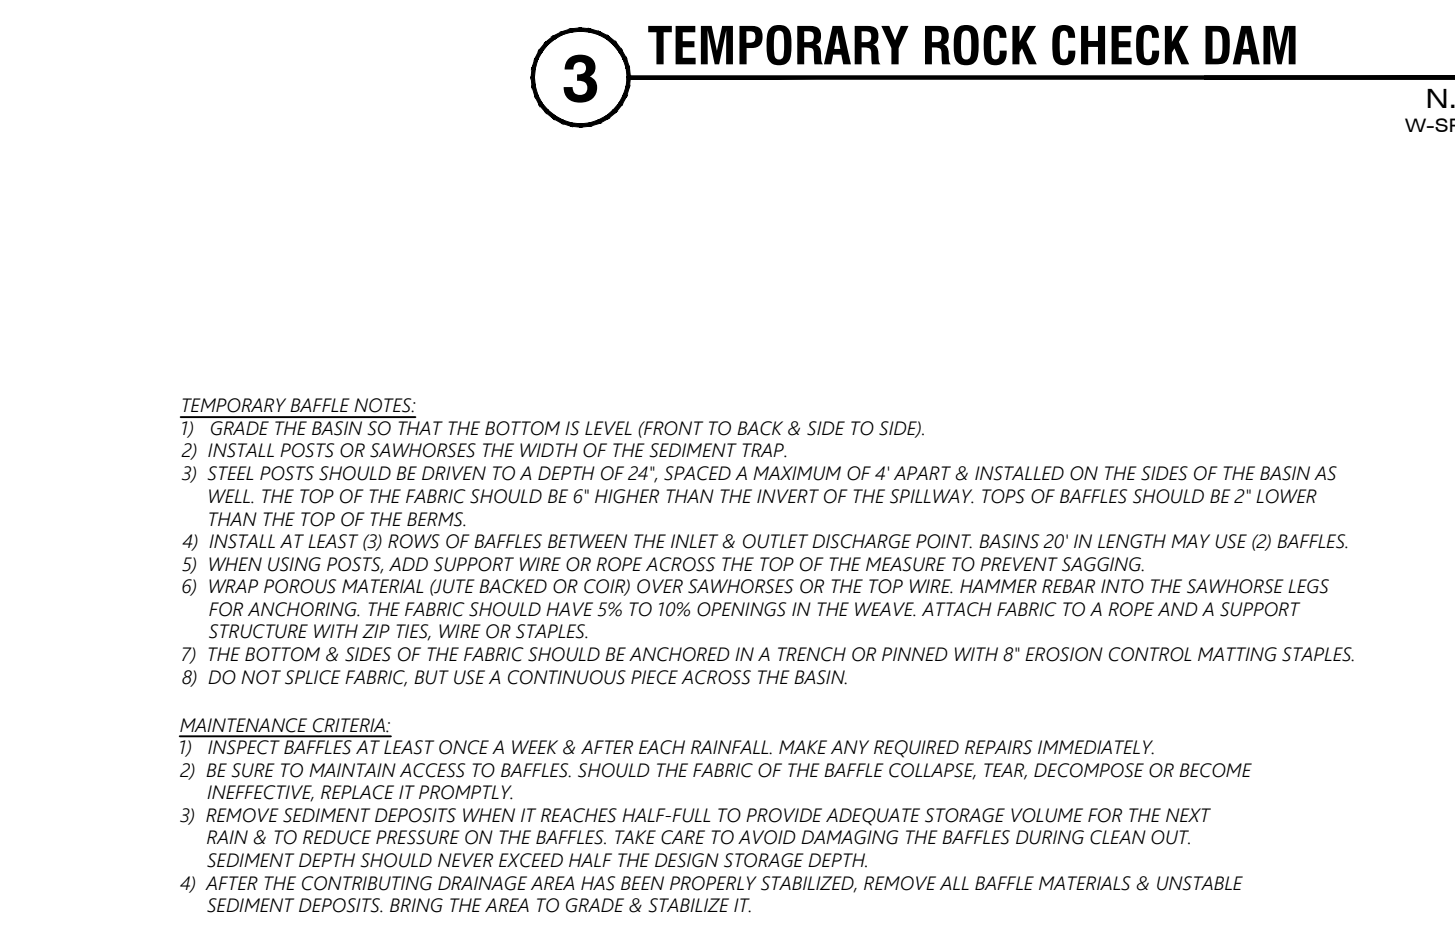 3
TEMPORARY ROCK CHECK DAM
TEMPORARY BAFFLE NOTES:
1) GRADE THE BASIN SO THAT THE BOTTOM IS LEVEL (FRONT TO BACK & SIDE TO SIDE).
2) INSTALL POSTS OR SAWHORSES THE WIDTH OF THE SEDIMENT TRAP.
3) STEEL POSTS SHOULD BE DRIVEN TO A DEPTH OF 24", SPACED A MAXIMUM OF 4' APART & INSTALLED ON THE SIDES OF THE BASIN AS
WELL. THE TOP OF THE FABRIC SHOULD BE 6" HIGHER THAN THE INVERT OF THE SPILLWAY. TOPS OF BAFFLES SHOULD BE 2" LOWER
THAN THE TOP OF THE BERMS.
4) INSTALL AT LEAST (3) ROWS OF BAFFLES BETWEEN THE INLET & OUTLET DISCHARGE POINT. BASINS 20' IN LENGTH MAY USE (2) BAFFLES.
5) WHEN USING POSTS, ADD SUPPORT WIRE OR ROPE ACROSS THE TOP OF THE MEASURE TO PREVENT SAGGING.
6) WRAP POROUS MATERIAL (JUTE BACKED OR COIR) OVER SAWHORSES OR THE TOP WIRE. HAMMER REBAR INTO THE SAWHORSE LEGS
FOR ANCHORING. THE FABRIC SHOULD HAVE 5% TO 10% OPENINGS IN THE WEAVE. ATTACH FABRIC TO A ROPE AND A SUPPORT
STRUCTURE WITH ZIP TIES, WIRE OR STAPLES.
7) THE BOTTOM & SIDES OF THE FABRIC SHOULD BE ANCHORED IN A TRENCH OR PINNED WITH 8" EROSION CONTROL MATTING STAPLES.
8) DO NOT SPLICE FABRIC, BUT USE A CONTINUOUS PIECE ACROSS THE BASIN.
MAINTENANCE CRITERIA:
1) INSPECT BAFFLES AT LEAST ONCE A WEEK & AFTER EACH RAINFALL. MAKE ANY REQUIRED REPAIRS IMMEDIATELY.
2) BE SURE TO MAINTAIN ACCESS TO BAFFLES. SHOULD THE FABRIC OF THE BAFFLE COLLAPSE, TEAR, DECOMPOSE OR BECOME
INEFFECTIVE, REPLACE IT PROMPTLY.
3) REMOVE SEDIMENT DEPOSITS WHEN IT REACHES HALF-FULL TO PROVIDE ADEQUATE STORAGE VOLUME FOR THE NEXT
RAIN & TO REDUCE PRESSURE ON THE BAFFLES. TAKE CARE TO AVOID DAMAGING THE BAFFLES DURING CLEAN OUT.
SEDIMENT DEPTH SHOULD NEVER EXCEED HALF THE DESIGN STORAGE DEPTH.
4) AFTER THE CONTRIBUTING DRAINAGE AREA HAS BEEN PROPERLY STABILIZED, REMOVE ALL BAFFLE MATERIALS & UNSTABLE
SEDIMENT DEPOSITS. BRING THE AREA TO GRADE & STABILIZE IT.